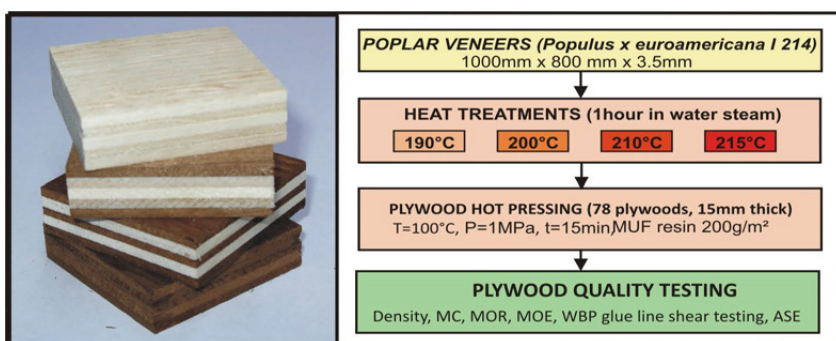 POPLAR VENEERS (Populus x euroamericana I 214)
1000mm x 800 mm x 3.5mm
HEAT TREATMENTS (1hour in water steam)
190°C 200°C 210°C 215°C
PLYWOOD HOT PRESSING (78 plywoods, 15mm thick)
T=100°C, P=1MPa, t=15min,MUF resin 200g/m²
PLYWOOD QUALITY TESTING
Density, MC, MOR, MOE, WBP glue line shear testing, ASE